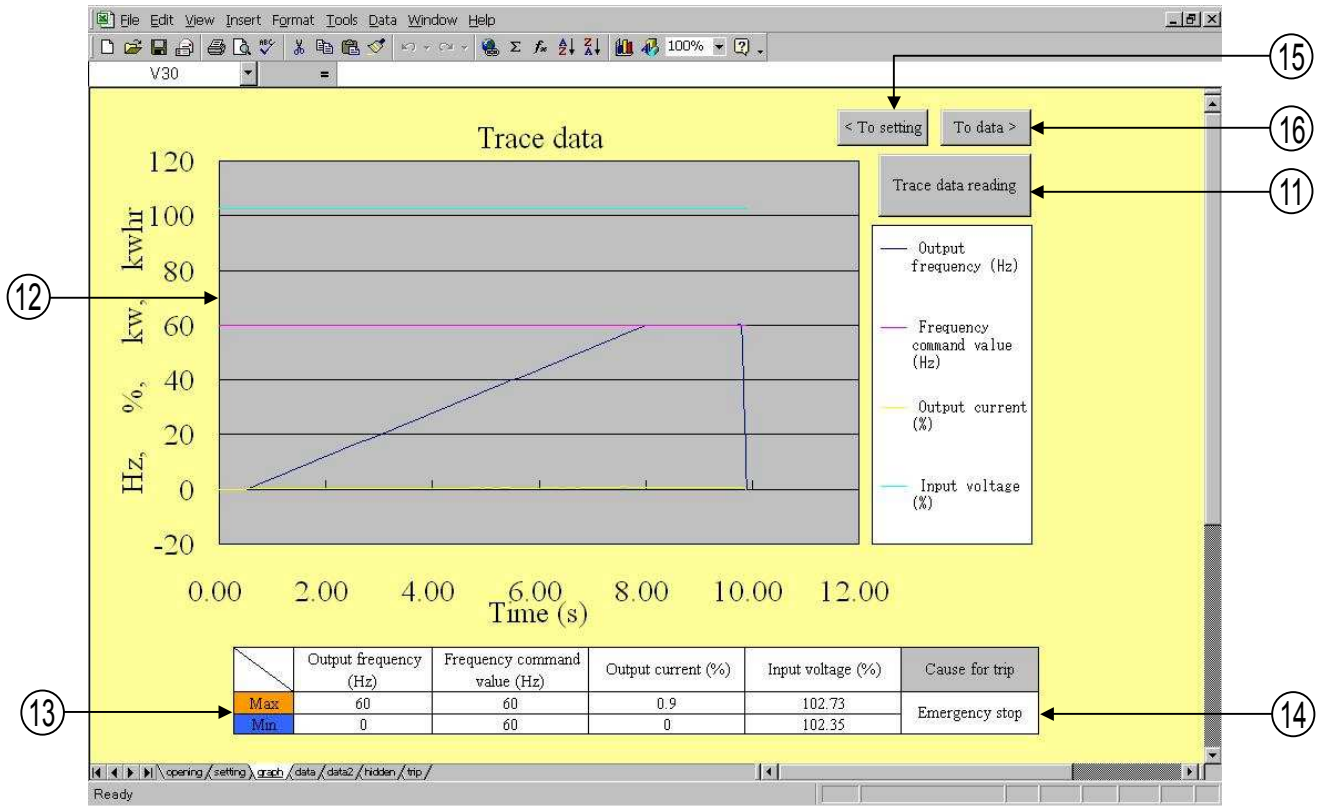 File Edit View Insert Format Tools Data Window Help
100%
V30
=
15
< To setting
To data >
16
Trace data
Trace data reading
11
120
100
80
60
40
20
0
-20
Hz, %, kw, kwhr
12
Output
frequency (Hz)
Frequency
command value
(Hz)
Output current
(%)
Input voltage
(%)
0.00 2.00 4.00 6.00 8.00 10.00 12.00
Time (s)
Output frequency
(Hz)
Frequency command
value (Hz)
Output current (%)
Input voltage (%)
Cause for trip
13
Max 60 60 0.9 102.73
Min 0 60 0 102.35
Emergency stop
14
opening setting graph data data2 hidden trip
Ready